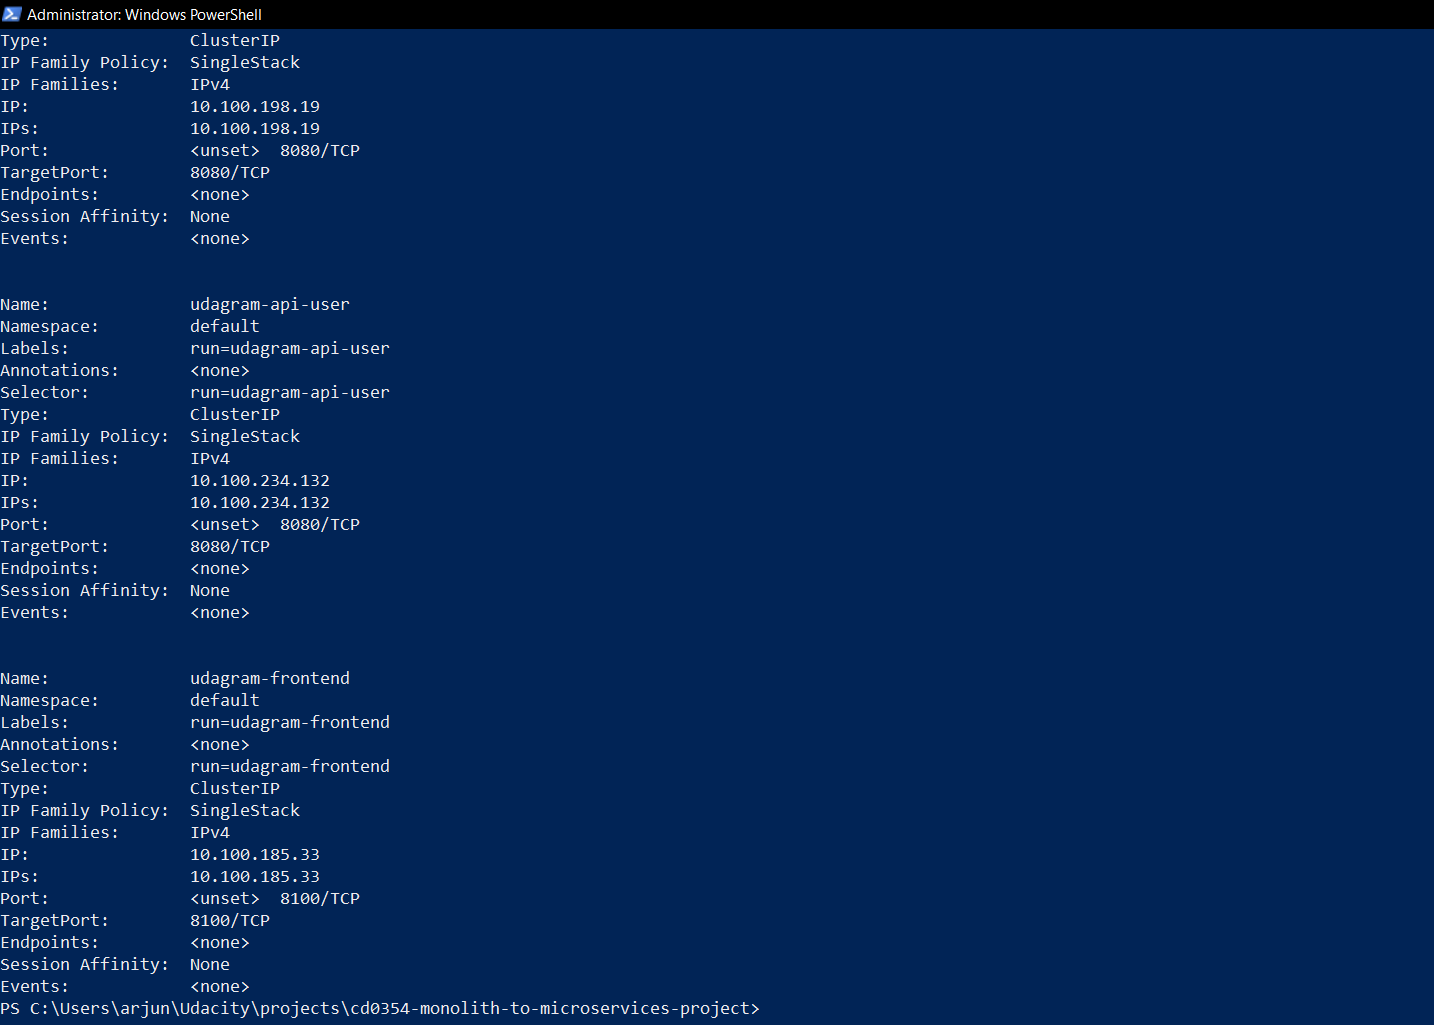 Administrator: Windows PowerShell
Type:              ClusterIP
IP Family Policy:  SingleStack
IP Families:       IPv4
IP:                10.100.198.19
IPs:               10.100.198.19
Port:              <unset>  8080/TCP
TargetPort:        8080/TCP
Endpoints:         <none>
Session Affinity:  None
Events:            <none>
Name:              udagram-api-user
Namespace:         default
Labels:            run=udagram-api-user
Annotations:       <none>
Selector:          run=udagram-api-user
Type:              ClusterIP
IP Family Policy:  SingleStack
IP Families:       IPv4
IP:                10.100.234.132
IPs:               10.100.234.132
Port:              <unset>  8080/TCP
TargetPort:        8080/TCP
Endpoints:         <none>
Session Affinity:  None
Events:            <none>
Name:              udagram-frontend
Namespace:         default
Labels:            run=udagram-frontend
Annotations:       <none>
Selector:          run=udagram-frontend
Type:              ClusterIP
IP Family Policy:  SingleStack
IP Families:       IPv4
IP:                10.100.185.33
IPs:               10.100.185.33
Port:              <unset>  8100/TCP
TargetPort:        8100/TCP
Endpoints:         <none>
Session Affinity:  None
Events:            <none>
PS C:\Users\arjun\Udacity\projects\cd0354-monolith-to-microservices-project>